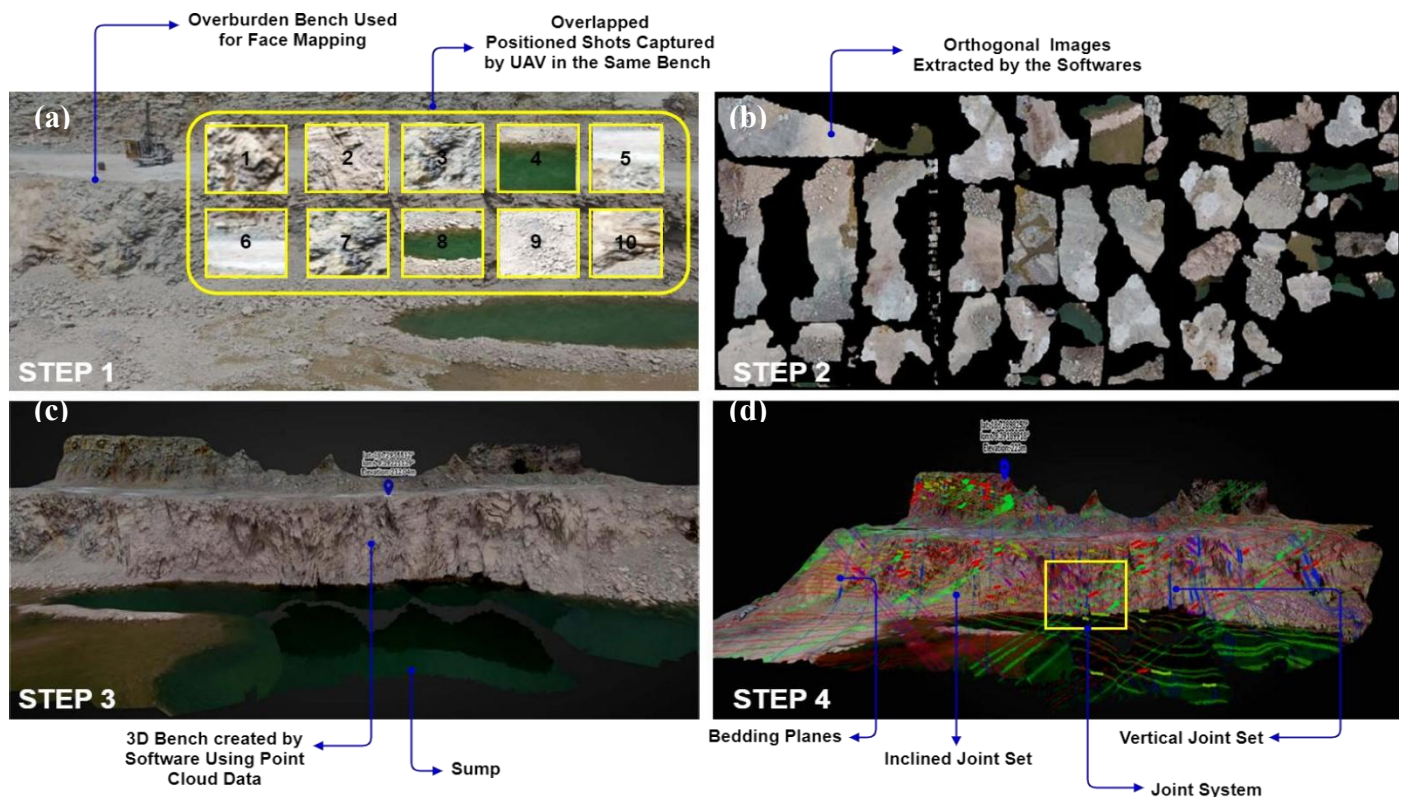 Overburden Bench Used
for Face Mapping
Overlapped
Positioned Shots Captured
by UAV in the Same Bench
Orthogonal Images
Extracted by the Softwares
(a)
1
2
3
4
5
6
7
8
9
10
STEP 1
(b)
STEP 2
(c)
STEP 3
(d)
STEP 4
3D Bench created by
Software Using Point
Cloud Data
Sump
Bedding Planes
Inclined Joint Set
Vertical Joint Set
Joint System